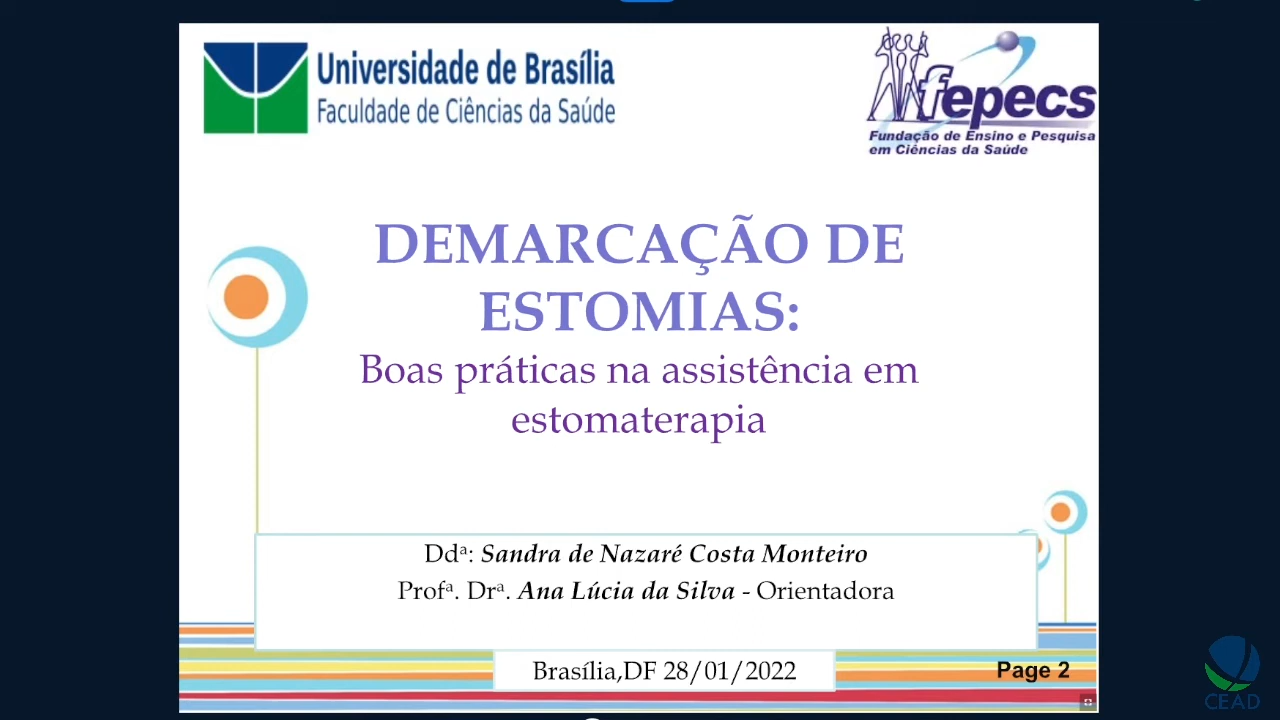 Universidade de Brasília
Faculdade de Ciências da Saúde
fepecs
Fundação de Ensino e Pesquisa
em Ciências da Saúde
DEMARCAÇÃO DE
ESTOMIAS:
Boas práticas na assistência em
estomaterapia
Ddª: Sandra de Nazaré Costa Monteiro
Profª. Drª. Ana Lúcia da Silva - Orientadora
Brasília,DF 28/01/2022
Page 2
CEAD